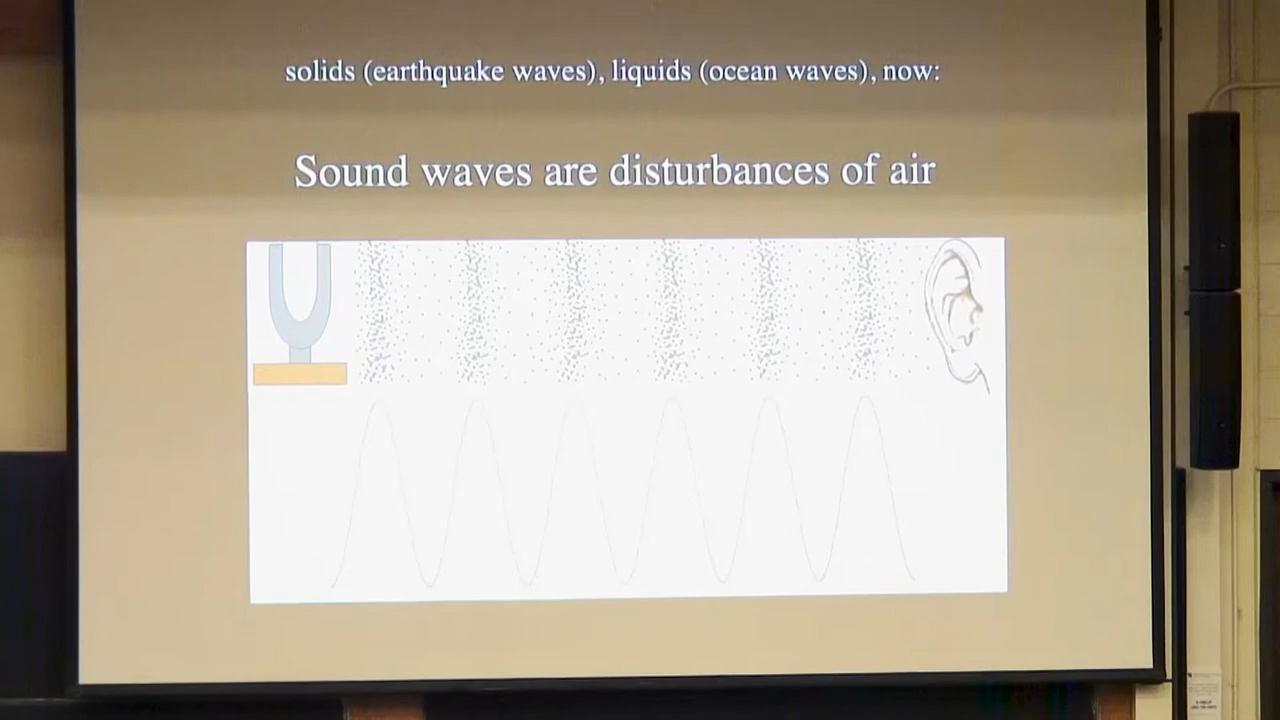 solids (earthquake waves), liquids (ocean waves), now:
Sound waves are disturbances of air